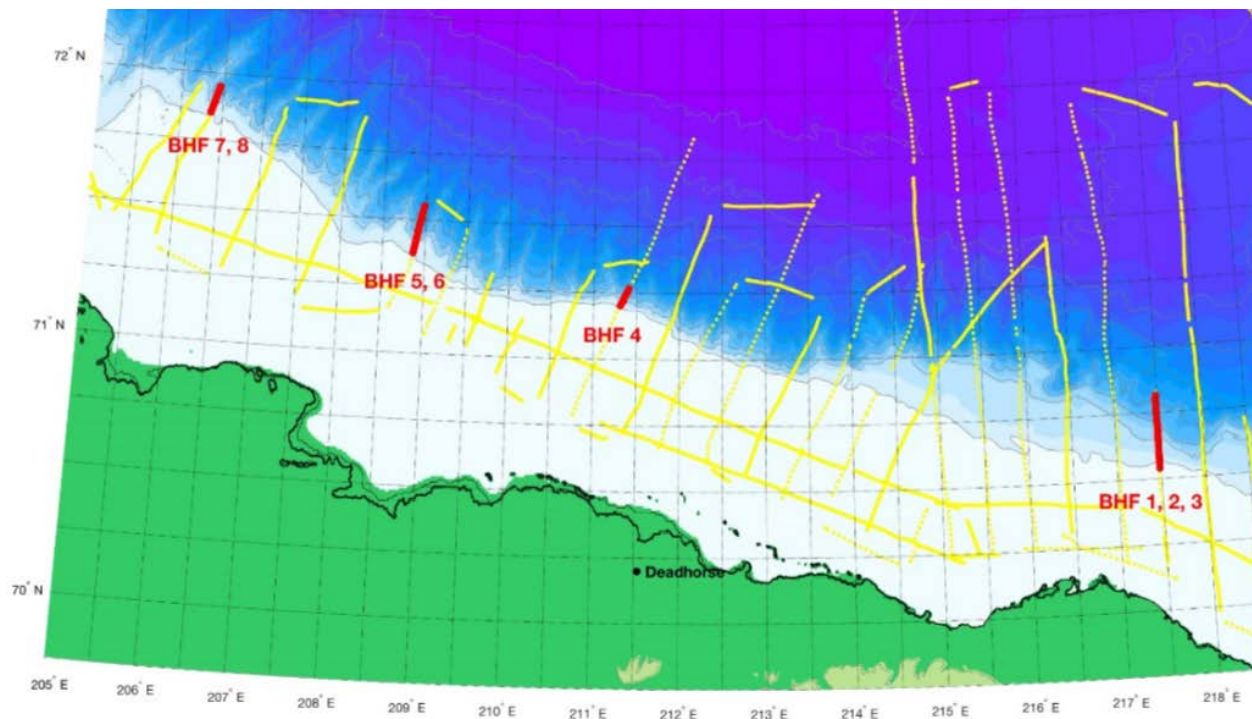 72° N
BHF 7, 8
BHF 5, 6
71° N
BHF 4
BHF 1, 2, 3
70° N
Deadhorse
205° E
206° E
207° E
208° E
209° E
210° E
211° E
212° E
213° E
214° E
215° E
216° E
217° E
218° E